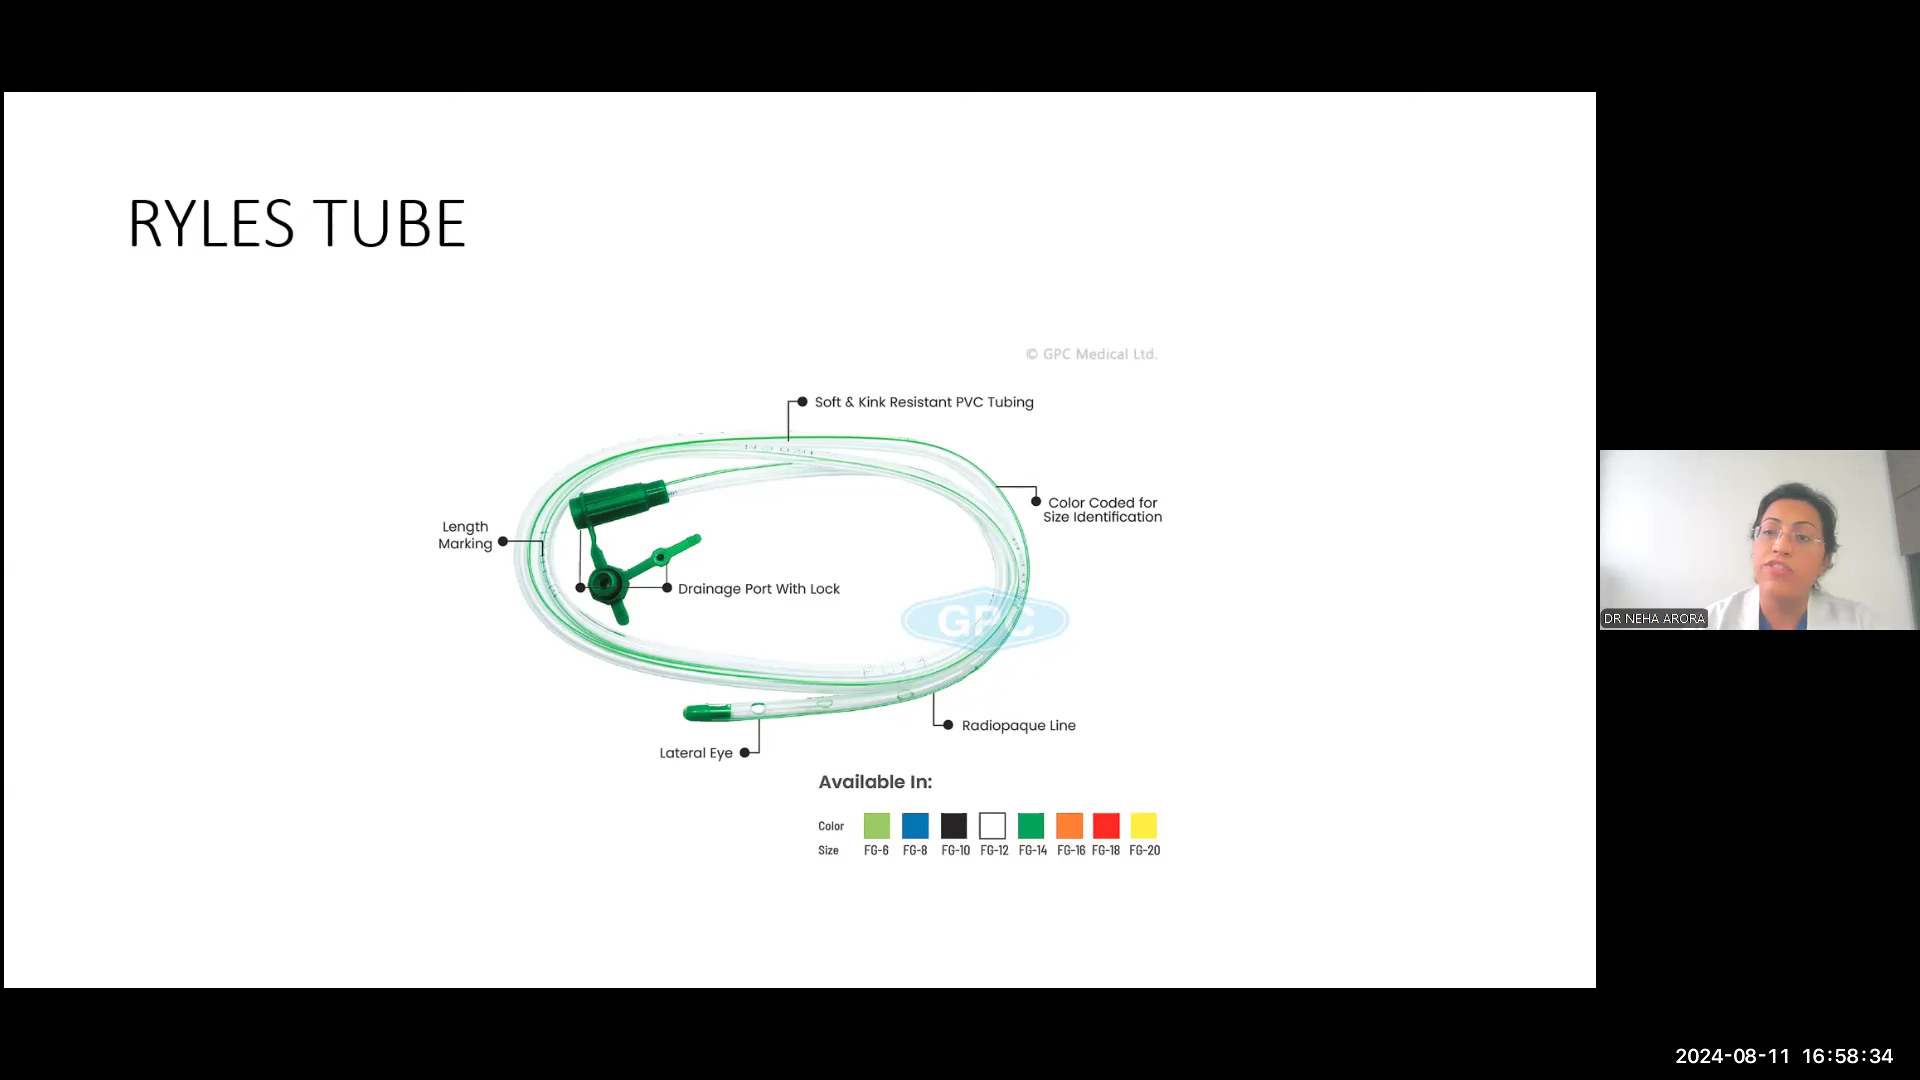 RYLES TUBE
© GPC Medical Ltd.
Soft & Kink Resistant PVC Tubing
Color Coded for
Size Identification
Length
Marking
Drainage Port With Lock
GPC
Radiopaque Line
Lateral Eye
Available In:
Color
Size FG-6 FG-8 FG-10 FG-12 FG-14 FG-16 FG-18 FG-20
DR NEHA ARORA
2024-08-11 16:58:34